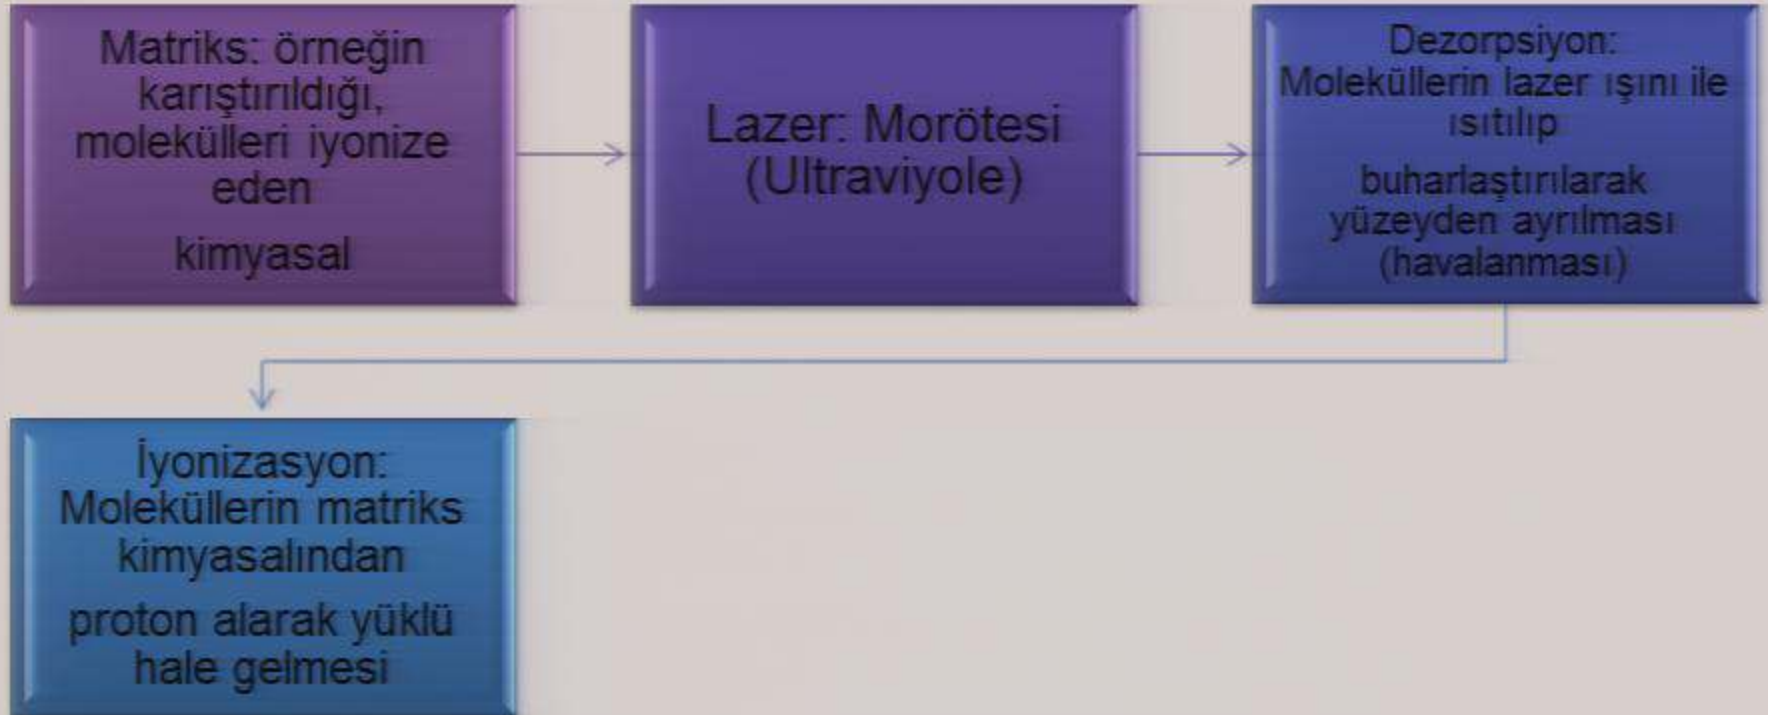 Matriks: örneğin
karıştırıldığı,
molekülleri iyonize
eden
kimyasal
Lazer: Morötesi
(Ultraviyole)
Dezorpsiyon:
Moleküllerin lazer ışını ile
ısıtılıp
buharlaştırılarak
yüzeyden ayrılması
(havalanması)
İyonizasyon:
Moleküllerin matriks
kimyasalından
proton alarak yüklü
hale gelmesi